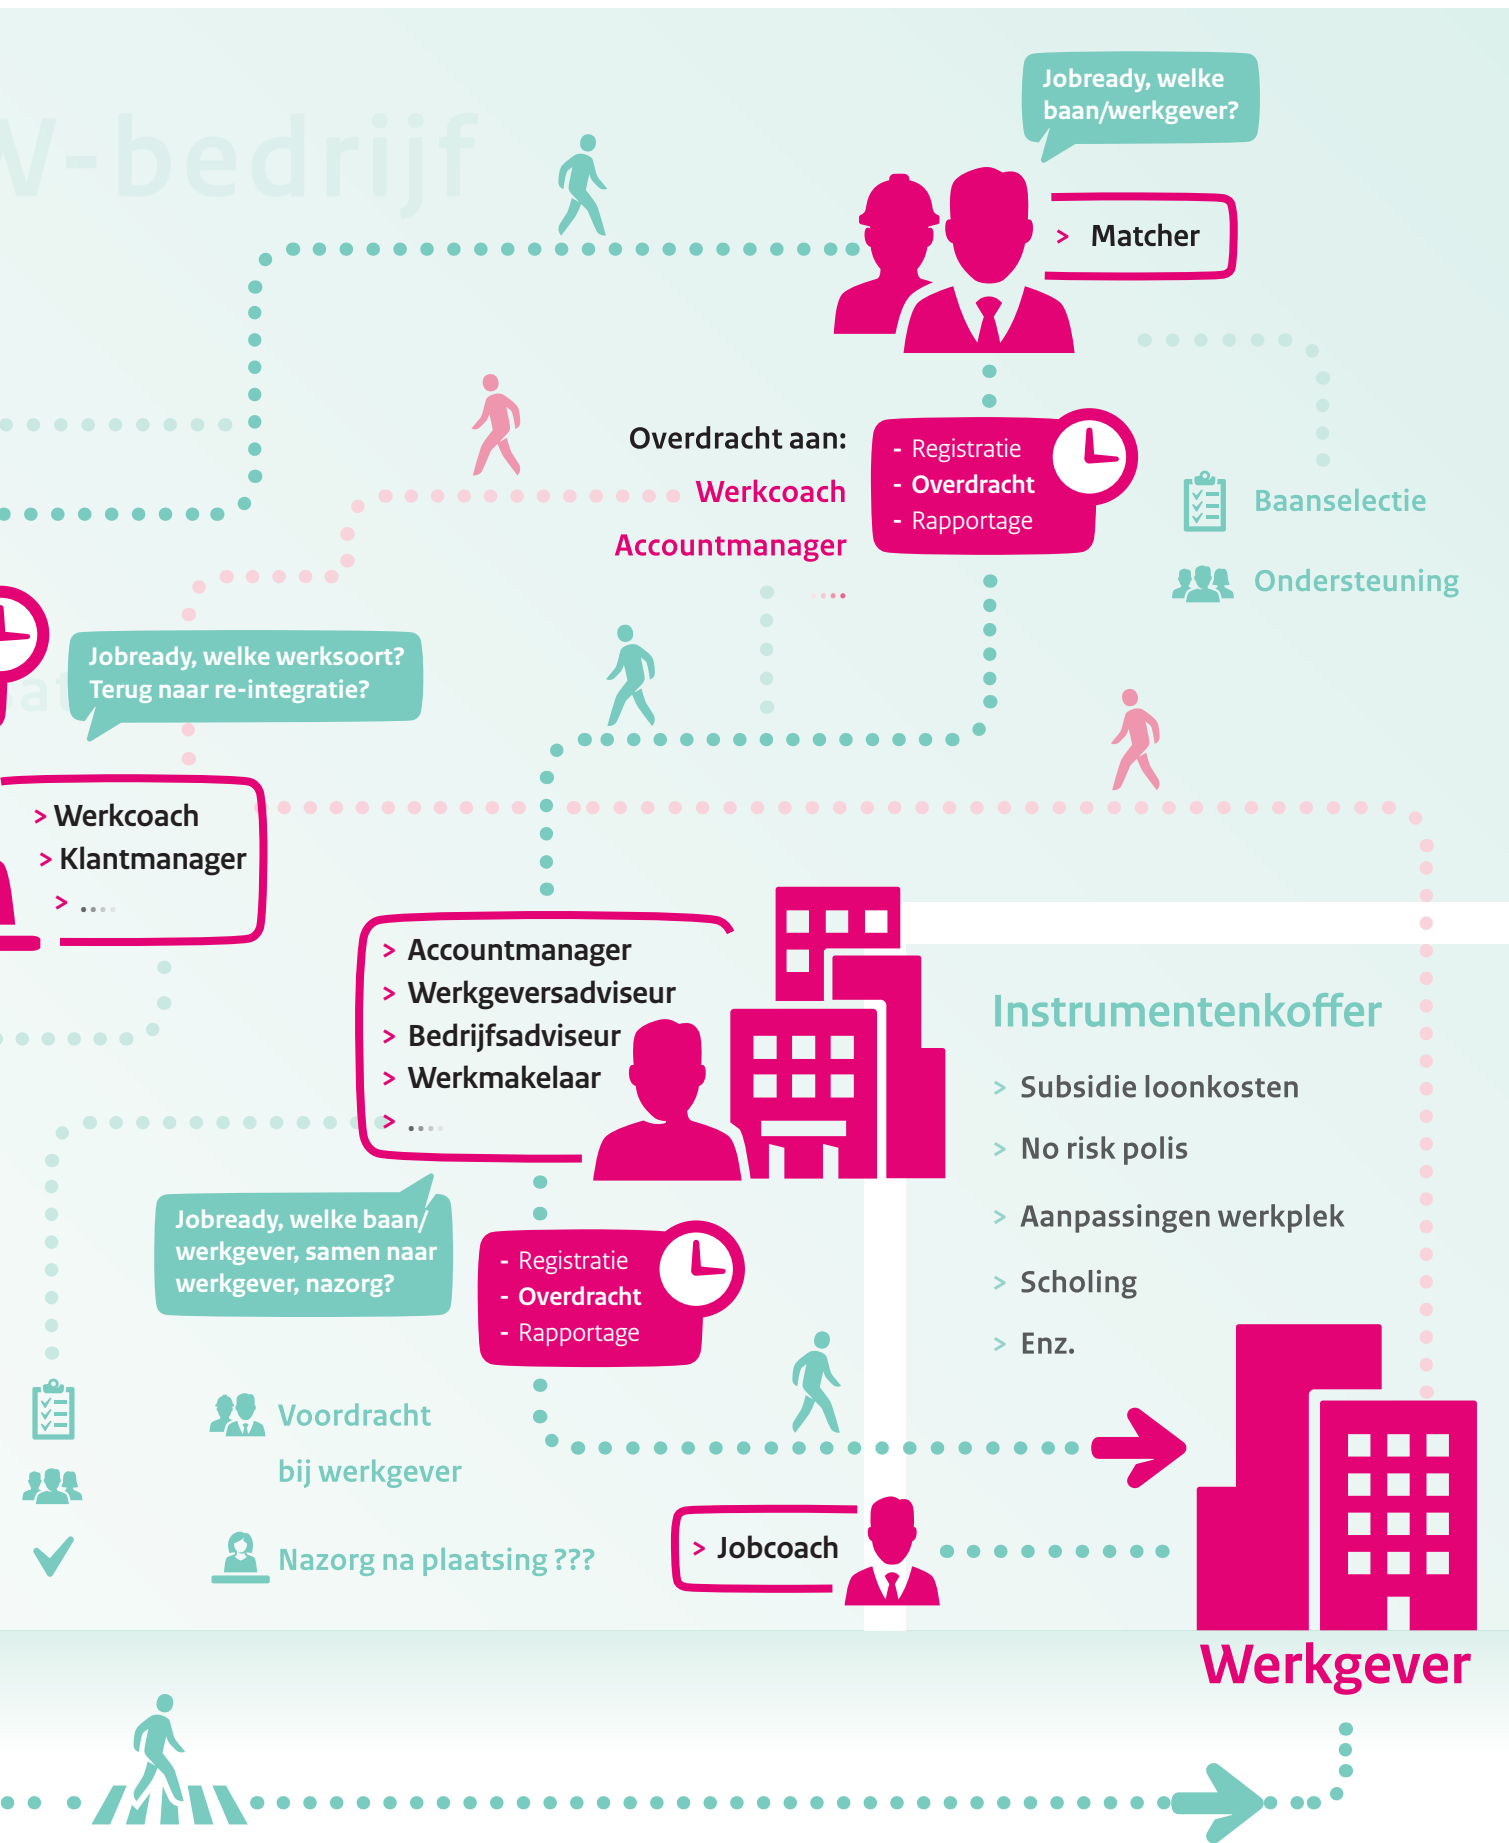 Jobready, welke
baan/werkgever?
W-bedrijf
> Matcher
Overdracht aan:
Werkcoach
Accountmanager
....
- Registratie
- Overdracht
- Rapportage
Baanselectie
Ondersteuning
Jobready, welke werksoort?
Terug naar re-integratie?
> Werkcoach
> Klantmanager
> ....
> Accountmanager
> Werkgeversadviseur
> Bedrijfsadviseur
> Werkmakelaar
> ....
Instrumentenkoffer
> Subsidie loonkosten
> No risk polis
> Aanpassingen werkplek
> Scholing
> Enz.
Jobready, welke baan/
werkgever, samen naar
werkgever, nazorg?
- Registratie
- Overdracht
- Rapportage
Voordracht
bij werkgever
Nazorg na plaatsing ???
> Jobcoach
Werkgever